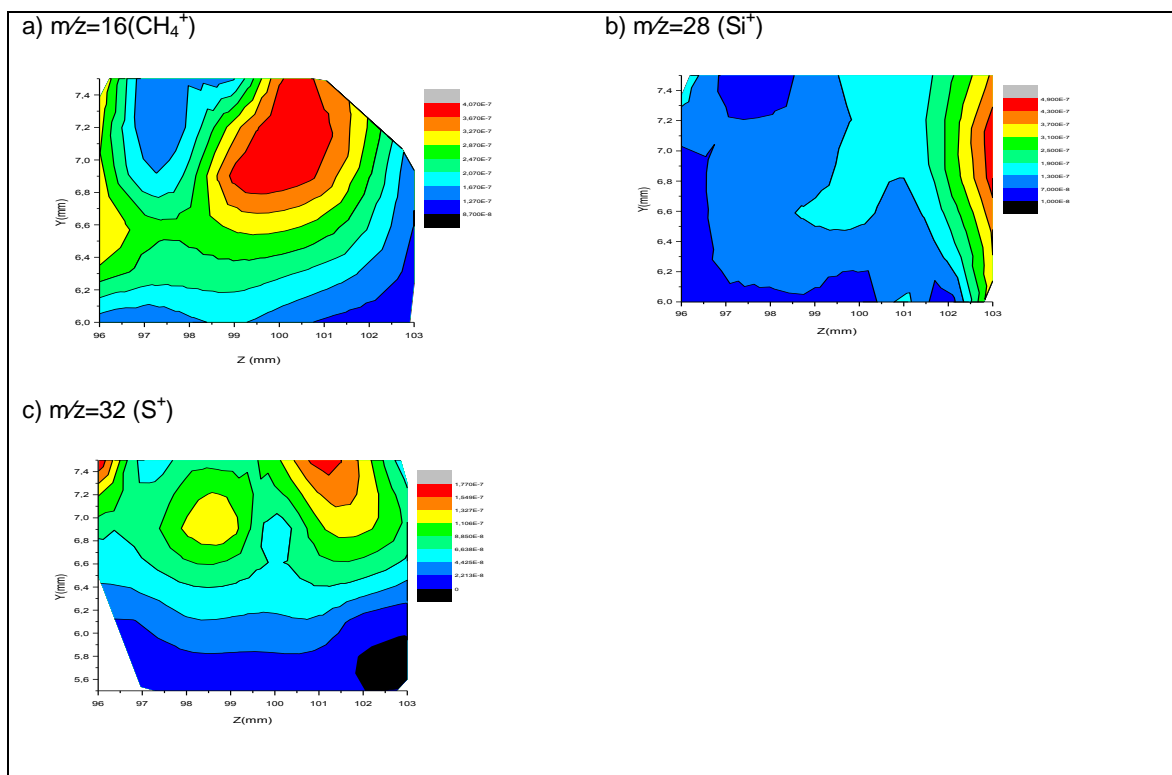 a) m/z=16(CH4+)
b) m/z=28 (Si+)
7,4
7,2
7,0
6,8
6,6
6,4
6,2
6,0
Y(mm)
96 97 98 99 100 101 102 103
Z (mm)
4,070E-7
3,670E-7
3,270E-7
2,870E-7
2,470E-7
2,070E-7
1,670E-7
1,270E-7
8,700E-8
7,4
7,2
7,0
6,8
6,6
6,4
6,2
6,0
Y(mm)
96 97 98 99 100 101 102 103
Z(mm)
4,900E-7
4,300E-7
3,700E-7
3,100E-7
2,500E-7
1,900E-7
1,300E-7
7,000E-8
1,000E-8
c) m/z=32 (S+)
7,4
7,2
7,0
6,8
6,6
6,4
6,2
6,0
5,8
5,6
Y(mm)
96 97 98 99 100 101 102 103
Z(mm)
1,770E-7
1,549E-7
1,327E-7
1,106E-7
8,850E-8
6,638E-8
4,425E-8
2,213E-8
0